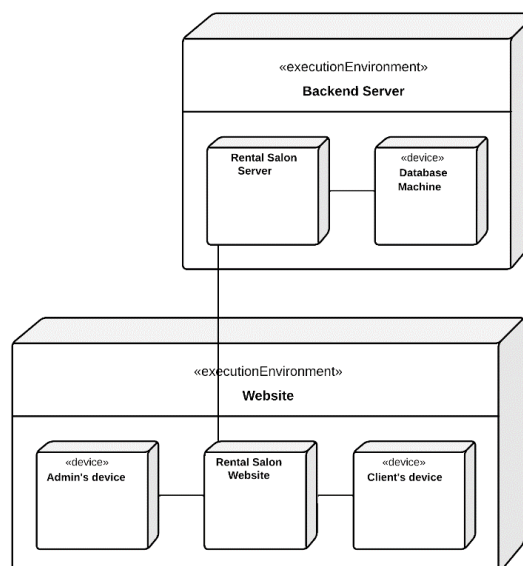 «executionEnvironment»
Backend Server
Rental Salon
Server
«device»
Database
Machine
«executionEnvironment»
Website
«device»
Admin's device
Rental Salon
Website
«device»
Client's device